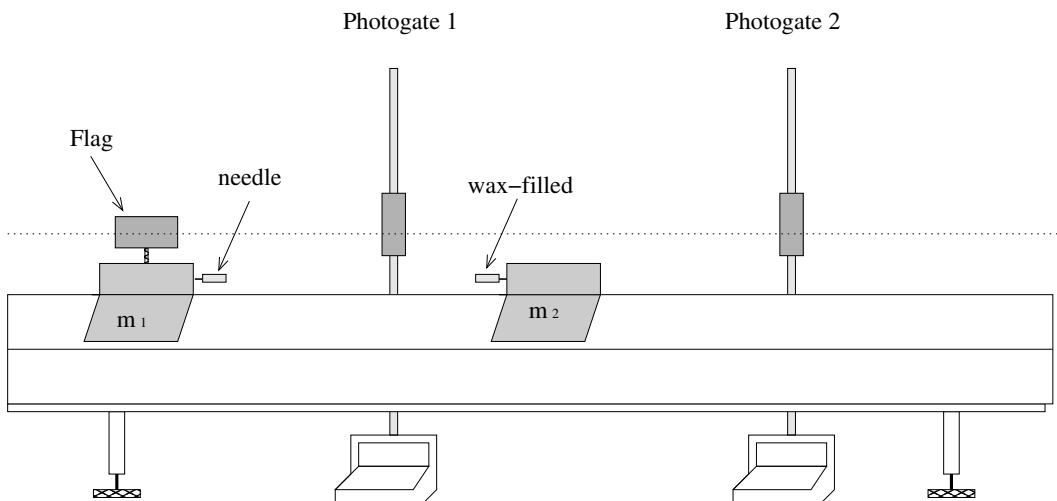 Photogate 1
Photogate 2
Flag
needle
wax−filled
m 1
m 2